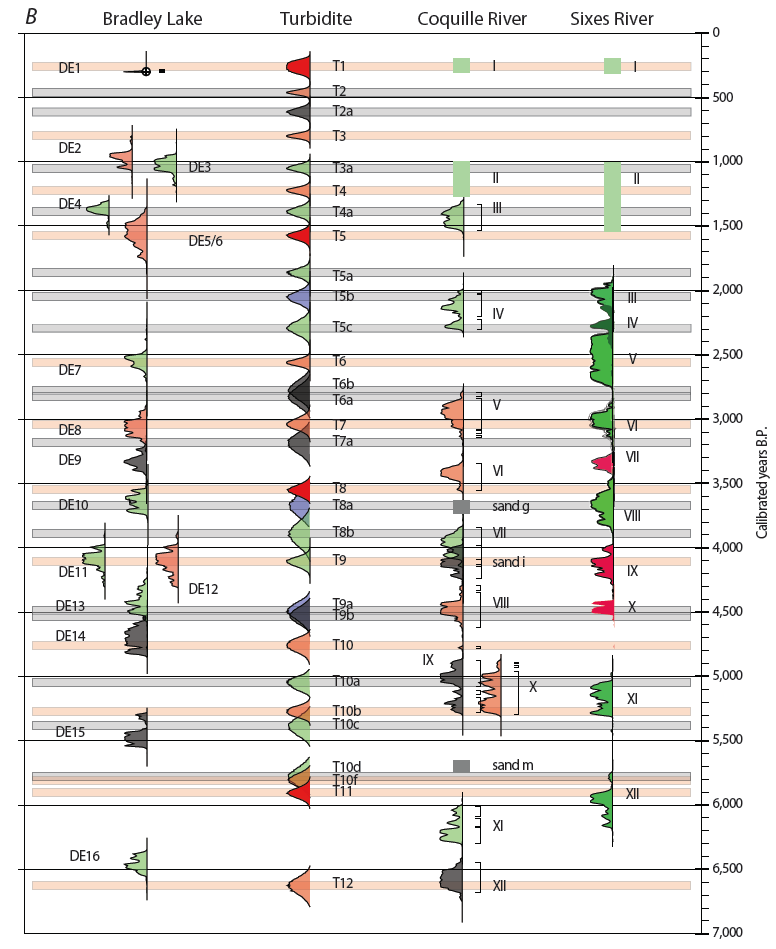 B
Bradley Lake Turbidite Coquille River Sixes River
0
DE1 T1 I I
T2
500
T2a
T3
DE2
1,000
DE3 T3a
II II
T4
DE4 T4a III
1,500
DE5/6 T5
T5a
2,000
T5b III
IV
T5c IV
2,500
T6 V
DE7
T6b
T6a
V
3,000
DE8 T7 VI
T7a
DE9 VII
VI
3,500
T8
DE10 T8a sand g
VIII
T8b VII
4,000
T9 sand i
DE11 IX
DE12
DE13 T9a VIII X
4,500
T9b
DE14 T10
IX
5,000
T10a X
XI
T10b
DE15 T10c
5,500
T10d sand m
T10f
T11 XII
6,000
XI
DE16
6,500
T12 XII
7,000
Calibrated years B.P.